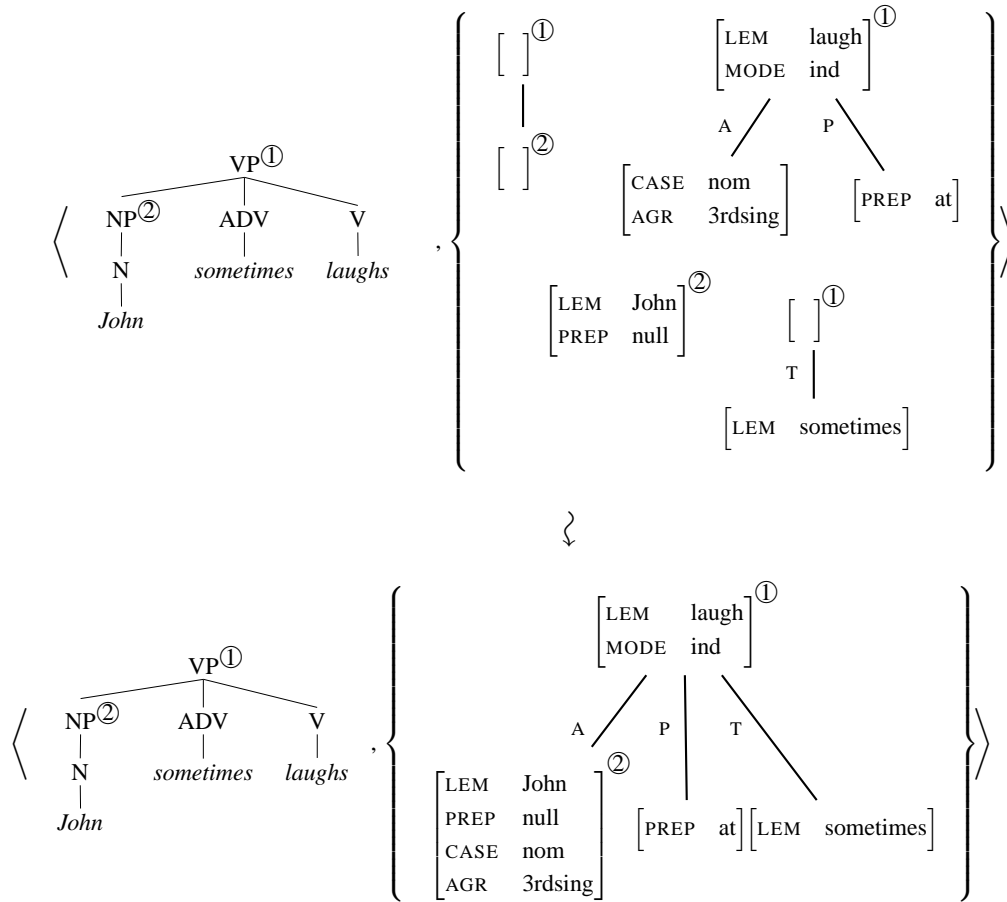 [ ]① [LEM laugh]①
[MODE ind]
A P
[ ]② [CASE nom] [PREP at]
[AGR 3rdsing]
VP①
NP② ADV V
N sometimes laughs
John
,
[LEM John]② [ ]①
[PREP null]
T
[LEM sometimes]
[LEM laugh]①
[MODE ind]
VP①
NP② ADV V
N sometimes laughs
John
,
A P T
[LEM John]②
[PREP null] [PREP at] [LEM sometimes]
[CASE nom]
[AGR 3rdsing]